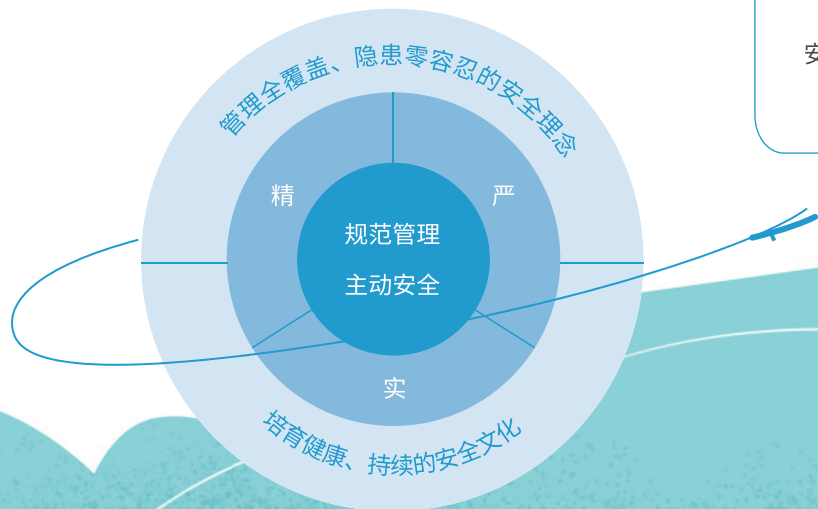 管理全覆盖、隐患零容忍的安全理念
精
严
规范管理
主动安全
实
培育健康、持续的安全文化